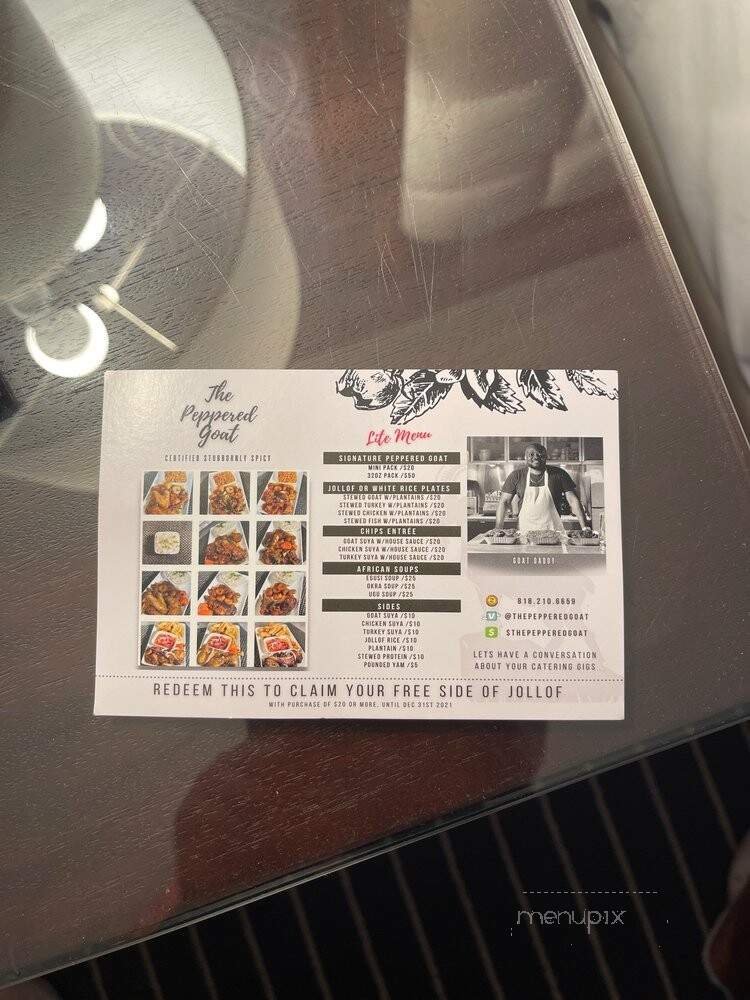 The
Peppered
Goat
CERTIFIED STUBBORNLY SPICY
Lite Menu
SIGNATURE PEPPERED GOAT
MINI PACK /$20
32OZ PACK /$50
JOLLOF OR WHITE RICE PLATES
STEWED GOAT W/PLANTAINS /$20
STEWED TURKEY W/PLANTAINS /$20
STEWED CHICKEN W/PLANTAINS /$20
STEWED FISH W/PLANTAINS /$20
CHIPS ENTRÉE
GOAT SUYA W/HOUSE SAUCE /$20
CHICKEN SUYA W/HOUSE SAUCE /$20
TURKEY SUYA W/HOUSE SAUCE /$20
AFRICAN SOUPS
EGUSI SOUP /$25
OKRA SOUP /$25
UGU SOUP /$25
SIDES
GOAT SUYA /$10
CHICKEN SUYA /$10
TURKEY SUYA /$10
JOLLOF RICE /$10
PLANTAIN /$10
STEWED PROTEIN /$10
POUNDED YAM /$5
GOAT DADDY
818.210.6659
@THEPEPPEREDGOAT
$THEPEPPEREDGOAT
LETS HAVE A CONVERSATION
ABOUT YOUR CATERING GIGS
REDEEM THIS TO CLAIM YOUR FREE SIDE OF JOLLOF
WITH PURCHASE OF $20 OR MORE. UNTIL DEC 31ST 2021
menupix